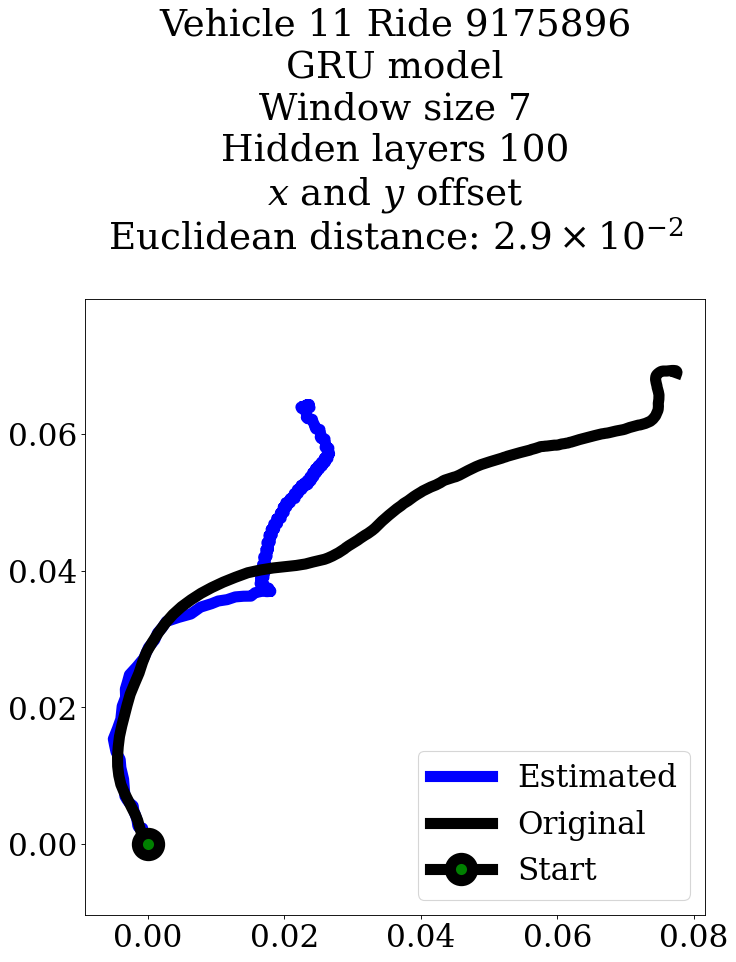 Vehicle 11 Ride 9175896
GRU model
Window size 7
Hidden layers 100
x and y offset
Euclidean distance: 2.9 × 10⁻²
0.06
0.04
0.02
0.00
Estimated
Original
Start
0.00 0.02 0.04 0.06 0.08